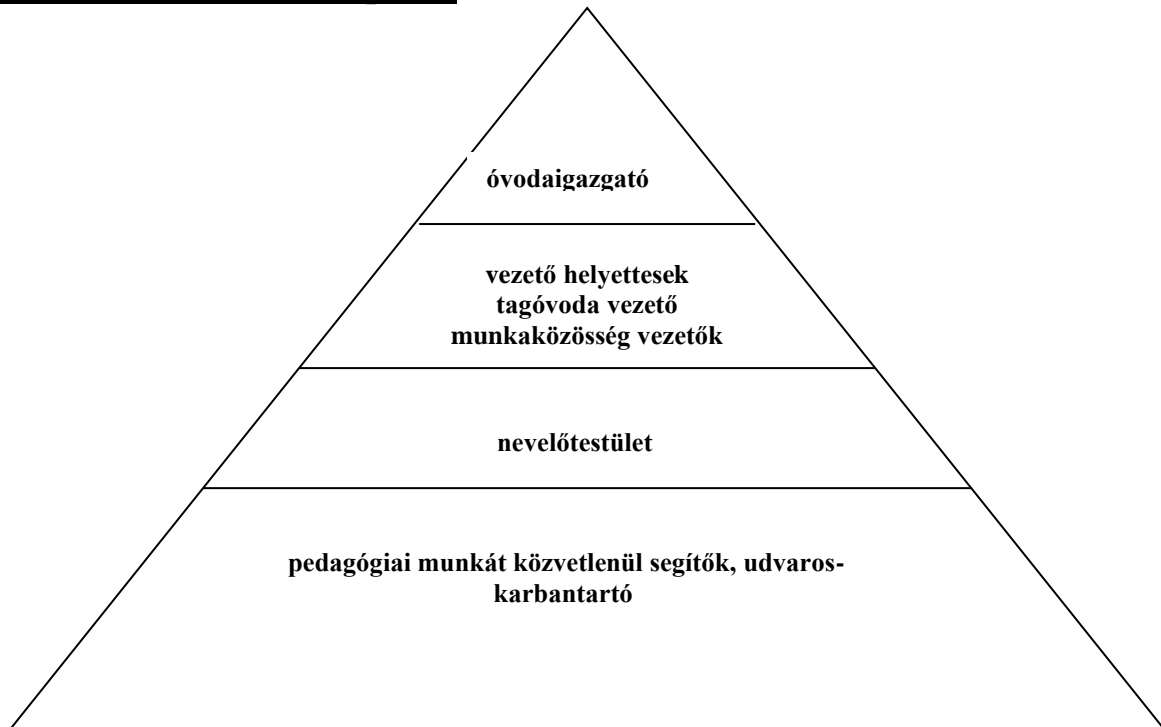 óvodaigazgató
vezető helyettesek
tagóvoda vezető
munkaközösség vezetők
nevelőtestület
pedagógiai munkát közvetlenül segítők, udvaros-
karbantartó